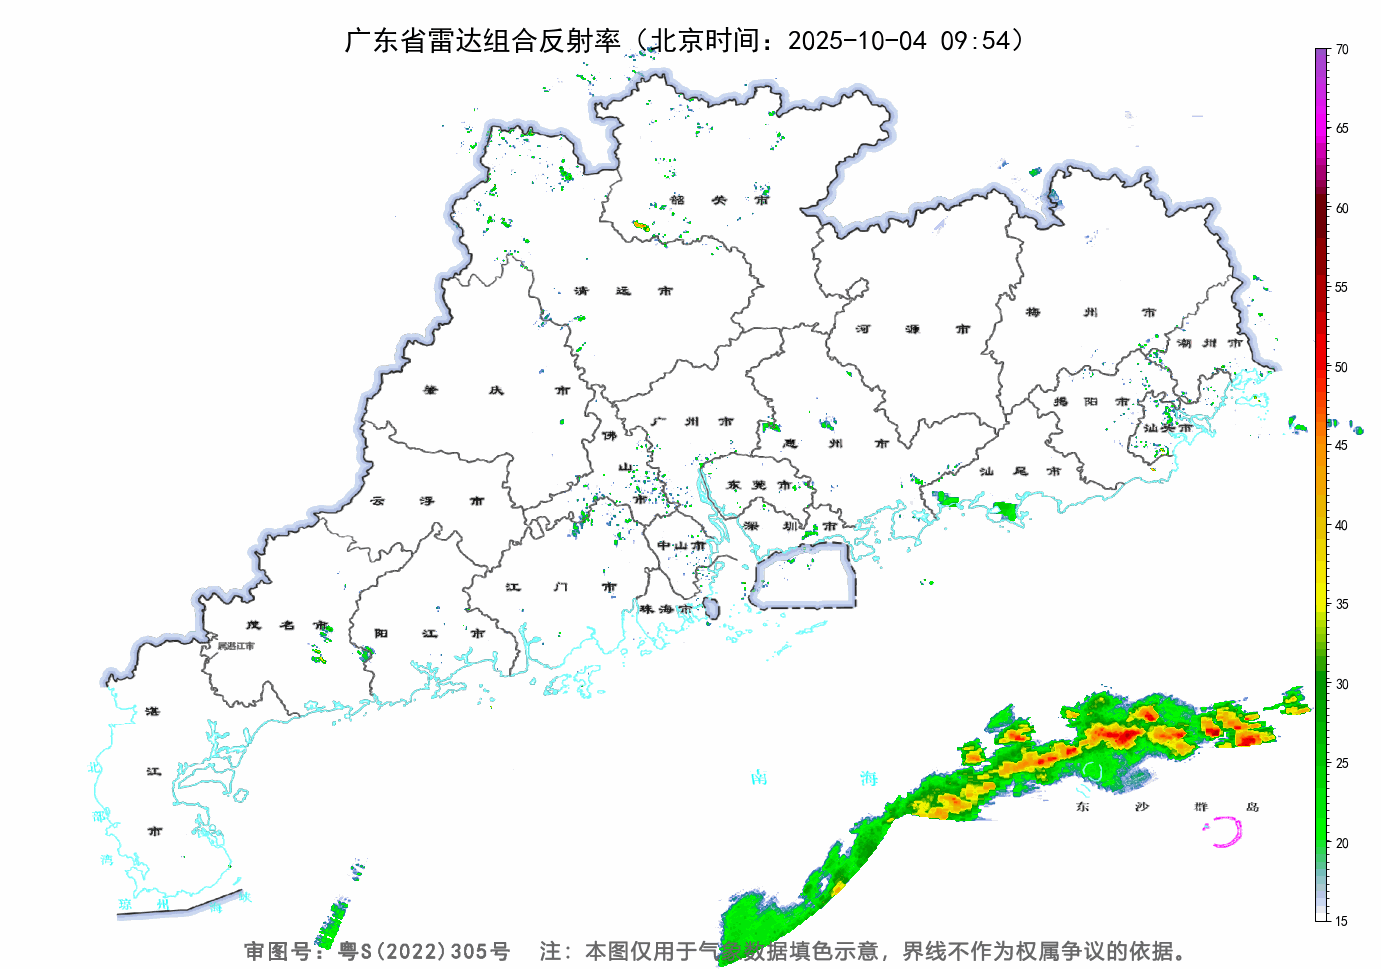 广东省雷达组合反射率（北京时间：2025-10-04 09:54）
70
65
60
55
50
45
40
35
30
25
20
15
韶关市
清远市
河源市
梅州市
潮州市
肇庆市
广州市
佛山市
惠州市
揭阳市
汕头市
汕尾市
东莞市
云浮市
深圳市
中山市
江门市
珠海市
茂名市
属湛江市
阳江市
湛江市
南海
东沙群岛
北部湾
琼州海峡
审图号：粤S(2022)305号 注：本图仅用于气象数据填色示意，界线不作为权属争议的依据。